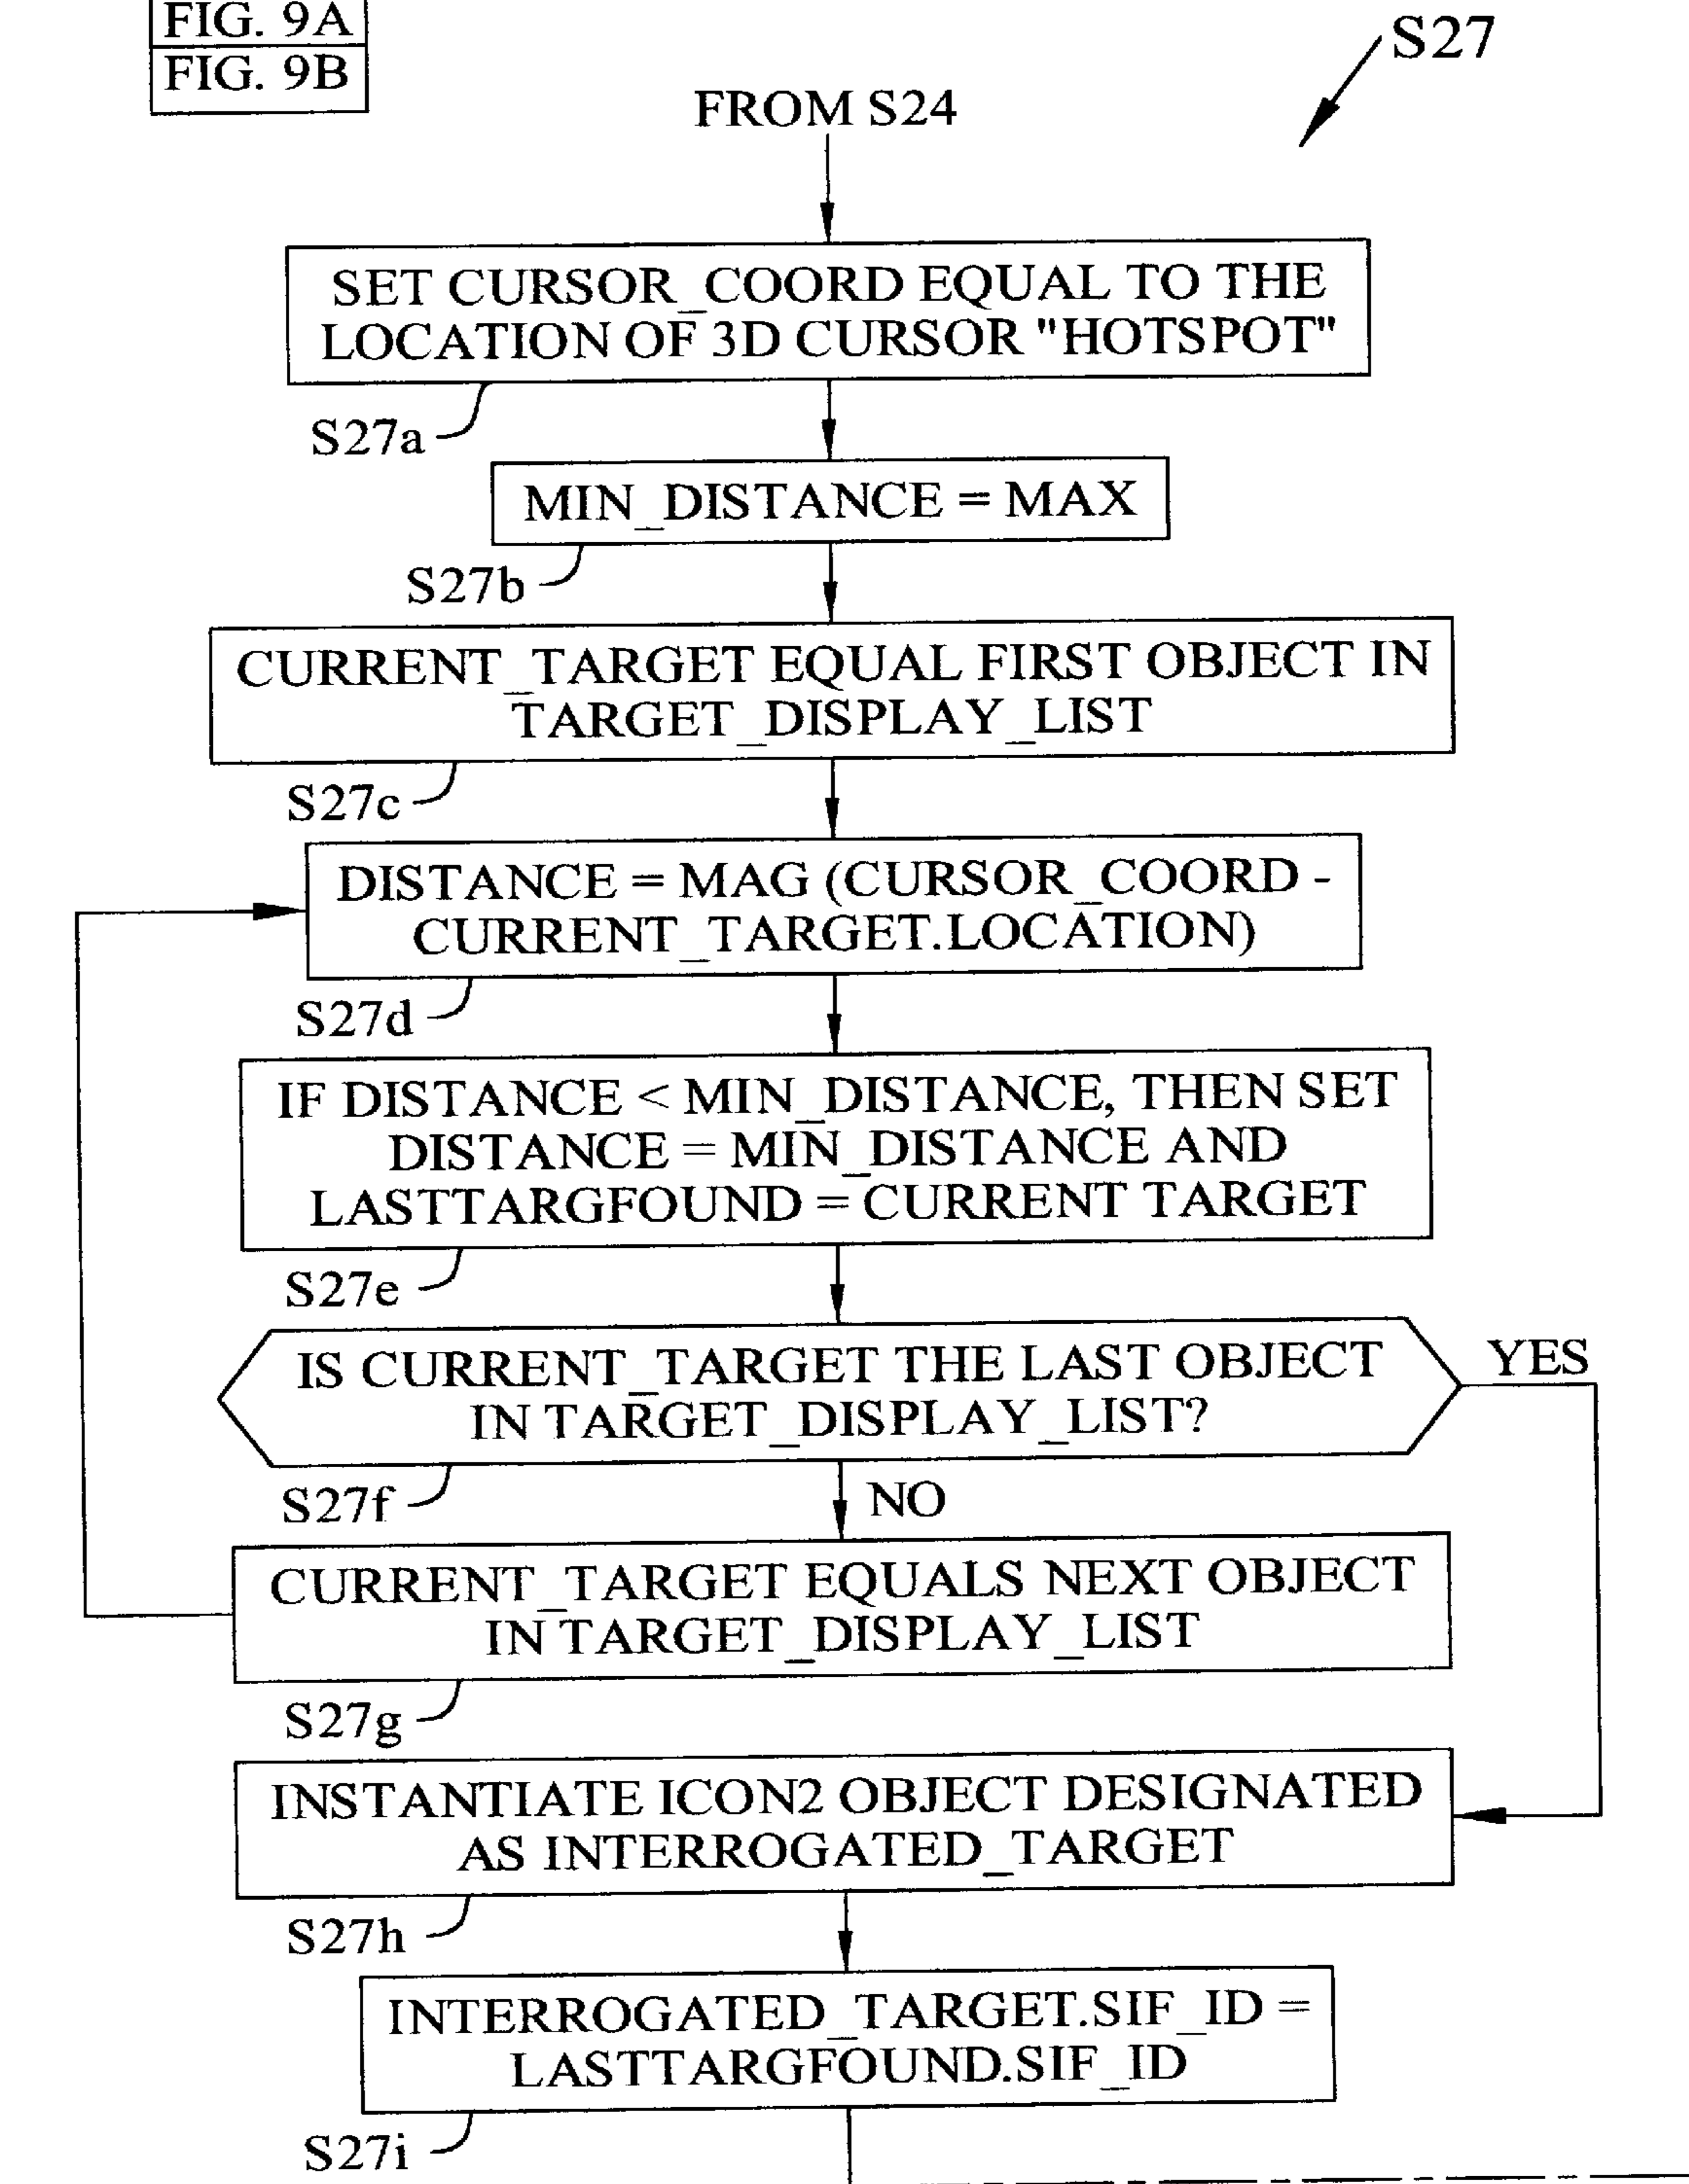 FIG. 9A
FIG. 9B
S27
FROM S24
SET CURSOR_COORD EQUAL TO THE
LOCATION OF 3D CURSOR "HOTSPOT"
S27a
MIN_DISTANCE = MAX
S27b
CURRENT_TARGET EQUAL FIRST OBJECT IN
TARGET_DISPLAY_LIST
S27c
DISTANCE = MAG (CURSOR_COORD -
CURRENT_TARGET.LOCATION)
S27d
IF DISTANCE < MIN_DISTANCE, THEN SET
DISTANCE = MIN_DISTANCE AND
LASTTARGFOUND = CURRENT TARGET
S27e
IS CURRENT_TARGET THE LAST OBJECT
IN TARGET_DISPLAY_LIST?
YES
S27f
NO
CURRENT_TARGET EQUALS NEXT OBJECT
IN TARGET_DISPLAY_LIST
S27g
INSTANTIATE ICON2 OBJECT DESIGNATED
AS INTERROGATED_TARGET
S27h
INTERROGATED_TARGET.SIF_ID =
LASTTARGFOUND.SIF_ID
S27i